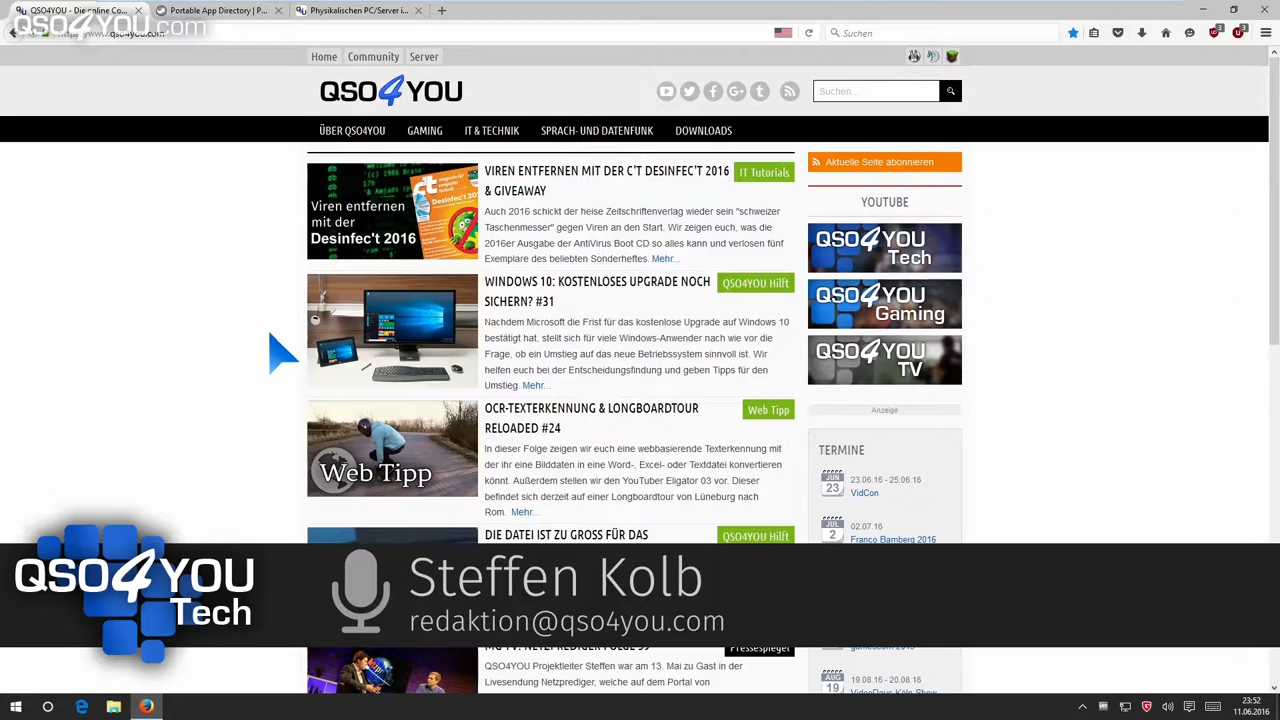 QSO4YOU - Die online Co...
Portable App Directory |...
Physikalischen PC/Server...
QSO4YOU.com
www.qso4you.com
Suchen
Home
Community
Server
QSO4YOU
Suchen...
ÜBER QSO4YOU
GAMING
IT & TECHNIK
SPRACH- UND DATENFUNK
DOWNLOADS
Viren entfernen
mit der
Desinfec't 2016
VIREN ENTFERNEN MIT DER C'T DESINFEC'T 2016
& GIVEAWAY
IT Tutorials
Auch 2016 schickt der heise Zeitschriftenverlag wieder sein "schweizer
Taschenmesser" gegen Viren an den Start. Wir zeigen euch, was die
2016er Ausgabe der AntiVirus Boot CD so alles kann und verlosen fünf
Exemplare des beliebten Sonderheftes. Mehr...
WINDOWS 10: KOSTENLOSES UPGRADE NOCH
SICHERN? #31
QSO4YOU Hilft
Nachdem Microsoft die Frist für das kostenlose Upgrade auf Windows 10
bestätigt hat, stellt sich für viele Windows-Anwender nach wie vor die
Frage, ob ein Umstieg auf das neue Betriebssystem sinnvoll ist. Wir
helfen euch bei der Entscheidungsfindung und geben Tipps für den
Umstieg. Mehr...
Web Tipp
OCR-TEXTERKENNUNG & LONGBOARDTOUR
RELOADED #24
Web Tipp
In dieser Folge zeigen wir euch eine webbasierende Texterkennung mit
der ihr eine Bilddaten in eine Word-, Excel- oder Textdatei konvertieren
könnt. Außerdem stellen wir den YouTuber Eligator 03 vor. Dieser
befindet sich derzeit auf einer Longboardtour von Lüneburg nach
Rom. Mehr...
DIE DATEI IST ZU GROSS FÜR DAS
QSO4YOU Hilft
Aktuelle Seite abonnieren
YOUTUBE
QSO4YOU
Tech
QSO4YOU
Gaming
QSO4YOU
TV
Anzeige
TERMINE
JUN
23
23.06.16 - 25.06.16
VidCon
JUL
2
02.07.16
Franco Bamberg 2016
QSO4YOU
Tech
Steffen Kolb
redaktion@qso4you.com
Pressespiegel
QSO4YOU Projektleiter Steffen war am 13. Mai zu Gast in der
Livesendung Netzprediger, welche auf dem Portal von
AUG
19
19.08.16 - 20.08.16
VideoDays Köln Show
23:52
11.06.2016